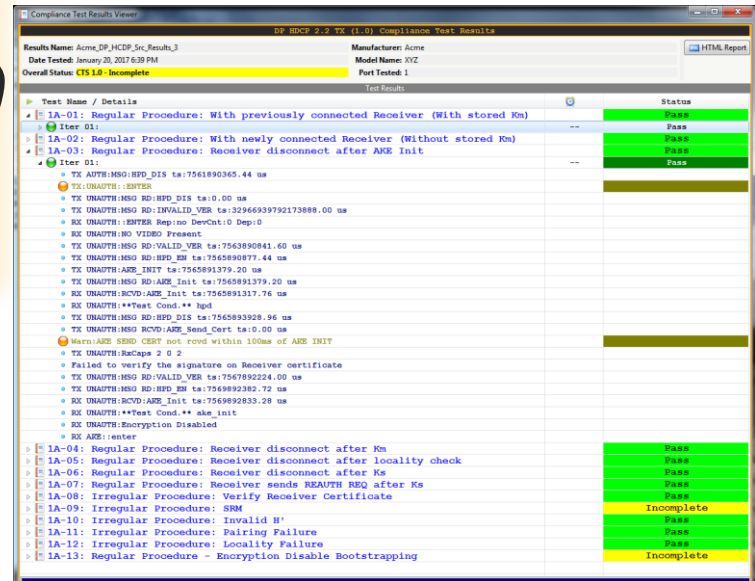 Compliance Test Results Viewer
DP HDCP 2.2 TX (1.0) Compliance Test Results
Results Name: Acme_DP_HCDP_Src_Results_3 Manufacturer: Acme HTML Report
Date Tested: January 20, 2017 6:39 PM Model Name: XYZ
Overall Status: CTS 1.0 - Incomplete Port Tested: 1
Test Results
Test Name / Details Status
1A-01: Regular Procedure: With previously connected Receiver (With stored Km) Pass
Iter 01: -- Pass
1A-02: Regular Procedure: With newly connected Receiver (Without stored Km) Pass
1A-03: Regular Procedure: Receiver disconnect after AKE Init Pass
Iter 01: -- Pass
TX AUTH:MSG:HPD_DIS ts:7561890365.44 us
TX:UNAUTH::ENTER
TX UNAUTH:MSG RD:HPD_DIS ts:0.00 us
TX UNAUTH:MSG RD:INVALID_VER ts:32966939792173888.00 us
RX UNAUTH::ENTER Rep:no DevCnt:0 Dep:0
RX UNAUTH:NO VIDEO Present
TX UNAUTH:MSG RD:VALID_VER ts:7563890841.60 us
TX UNAUTH:MSG RD:HPD_EN ts:7565890877.44 us
TX UNAUTH:AKE_INIT ts:7565891379.20 us
TX UNAUTH:MSG RD:AKE_Init ts:7565891379.20 us
RX UNAUTH:RCVD:AKE_Init ts:7565891317.76 us
RX UNAUTH:**Test Cond.** hpd
TX UNAUTH:MSG RD:HPD_DIS ts:7565893928.96 us
TX UNAUTH:MSG RCVD:AKE_Send_Cert ts:0.00 us
Warn:AKE SEND CERT not rcvd within 100ms of AKE INIT
TX UNAUTH:RxCaps 2 0 2
Failed to verify the signature on Receiver certificate
TX UNAUTH:MSG RD:VALID_VER ts:7567892224.00 us
TX UNAUTH:MSG RD:HPD_EN ts:7569892382.72 us
RX UNAUTH:RCVD:AKE_Init ts:7569892833.28 us
RX UNAUTH:**Test Cond.** ake_init
RX UNAUTH:Encryption Disabled
RX AKE::enter
1A-04: Regular Procedure: Receiver disconnect after Km Pass
1A-05: Regular Procedure: Receiver disconnect after locality check Pass
1A-06: Regular Procedure: Receiver disconnect after Ks Pass
1A-07: Regular Procedure: Receiver sends REAUTH REQ after Ks Pass
1A-08: Irregular Procedure: Verify Receiver Certificate Pass
1A-09: Irregular Procedure: SRM Incomplete
1A-10: Irregular Procedure: Invalid H' Pass
1A-11: Irregular Procedure: Pairing Failure Pass
1A-12: Irregular Procedure: Locality Failure Pass
1A-13: Regular Procedure - Encryption Disable Bootstrapping Incomplete